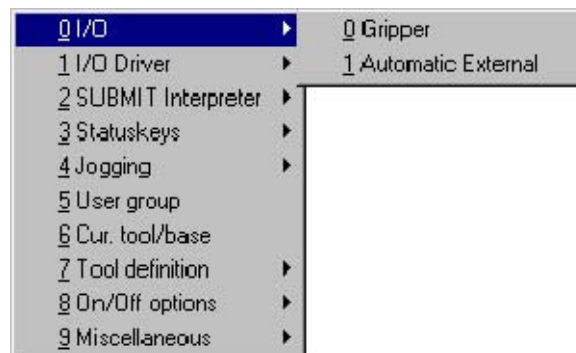 0 I/O
1 I/O Driver
2 SUBMIT Interpreter
3 Statuskeys
4 Jogging
5 User group
6 Cur. tool/base
7 Tool definition
8 On/Off options
9 Miscellaneous
0 Gripper
1 Automatic External